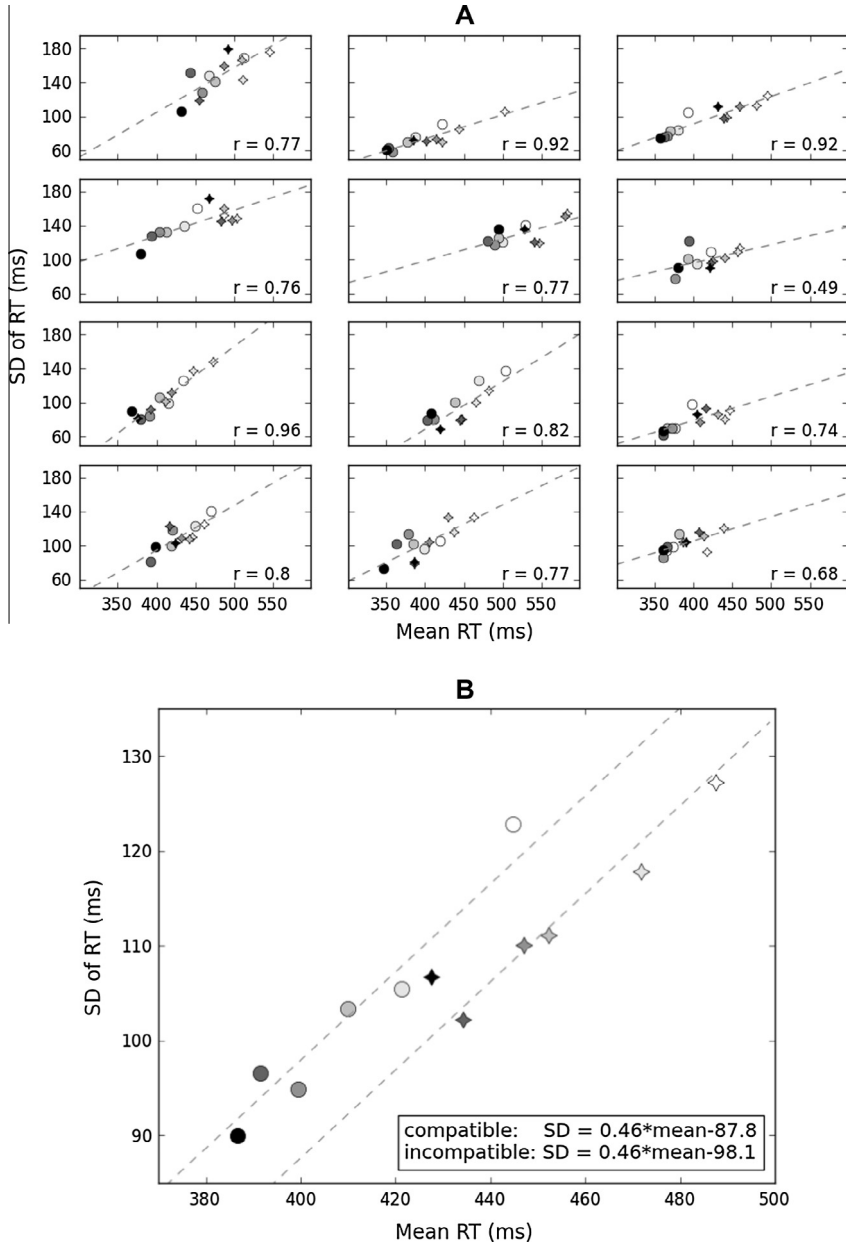 A
180
140
100
60
r = 0.77
r = 0.92
r = 0.92
180
140
100
60
r = 0.76
r = 0.77
r = 0.49
180
140
100
60
r = 0.96
r = 0.82
r = 0.74
180
140
100
60
r = 0.8
r = 0.77
r = 0.68
350 400 450 500 550
350 400 450 500 550
350 400 450 500 550
SD of RT (ms)
Mean RT (ms)
B
130
120
110
100
90
SD of RT (ms)
compatible: SD = 0.46*mean-87.8
incompatible: SD = 0.46*mean-98.1
380 400 420 440 460 480 500
Mean RT (ms)